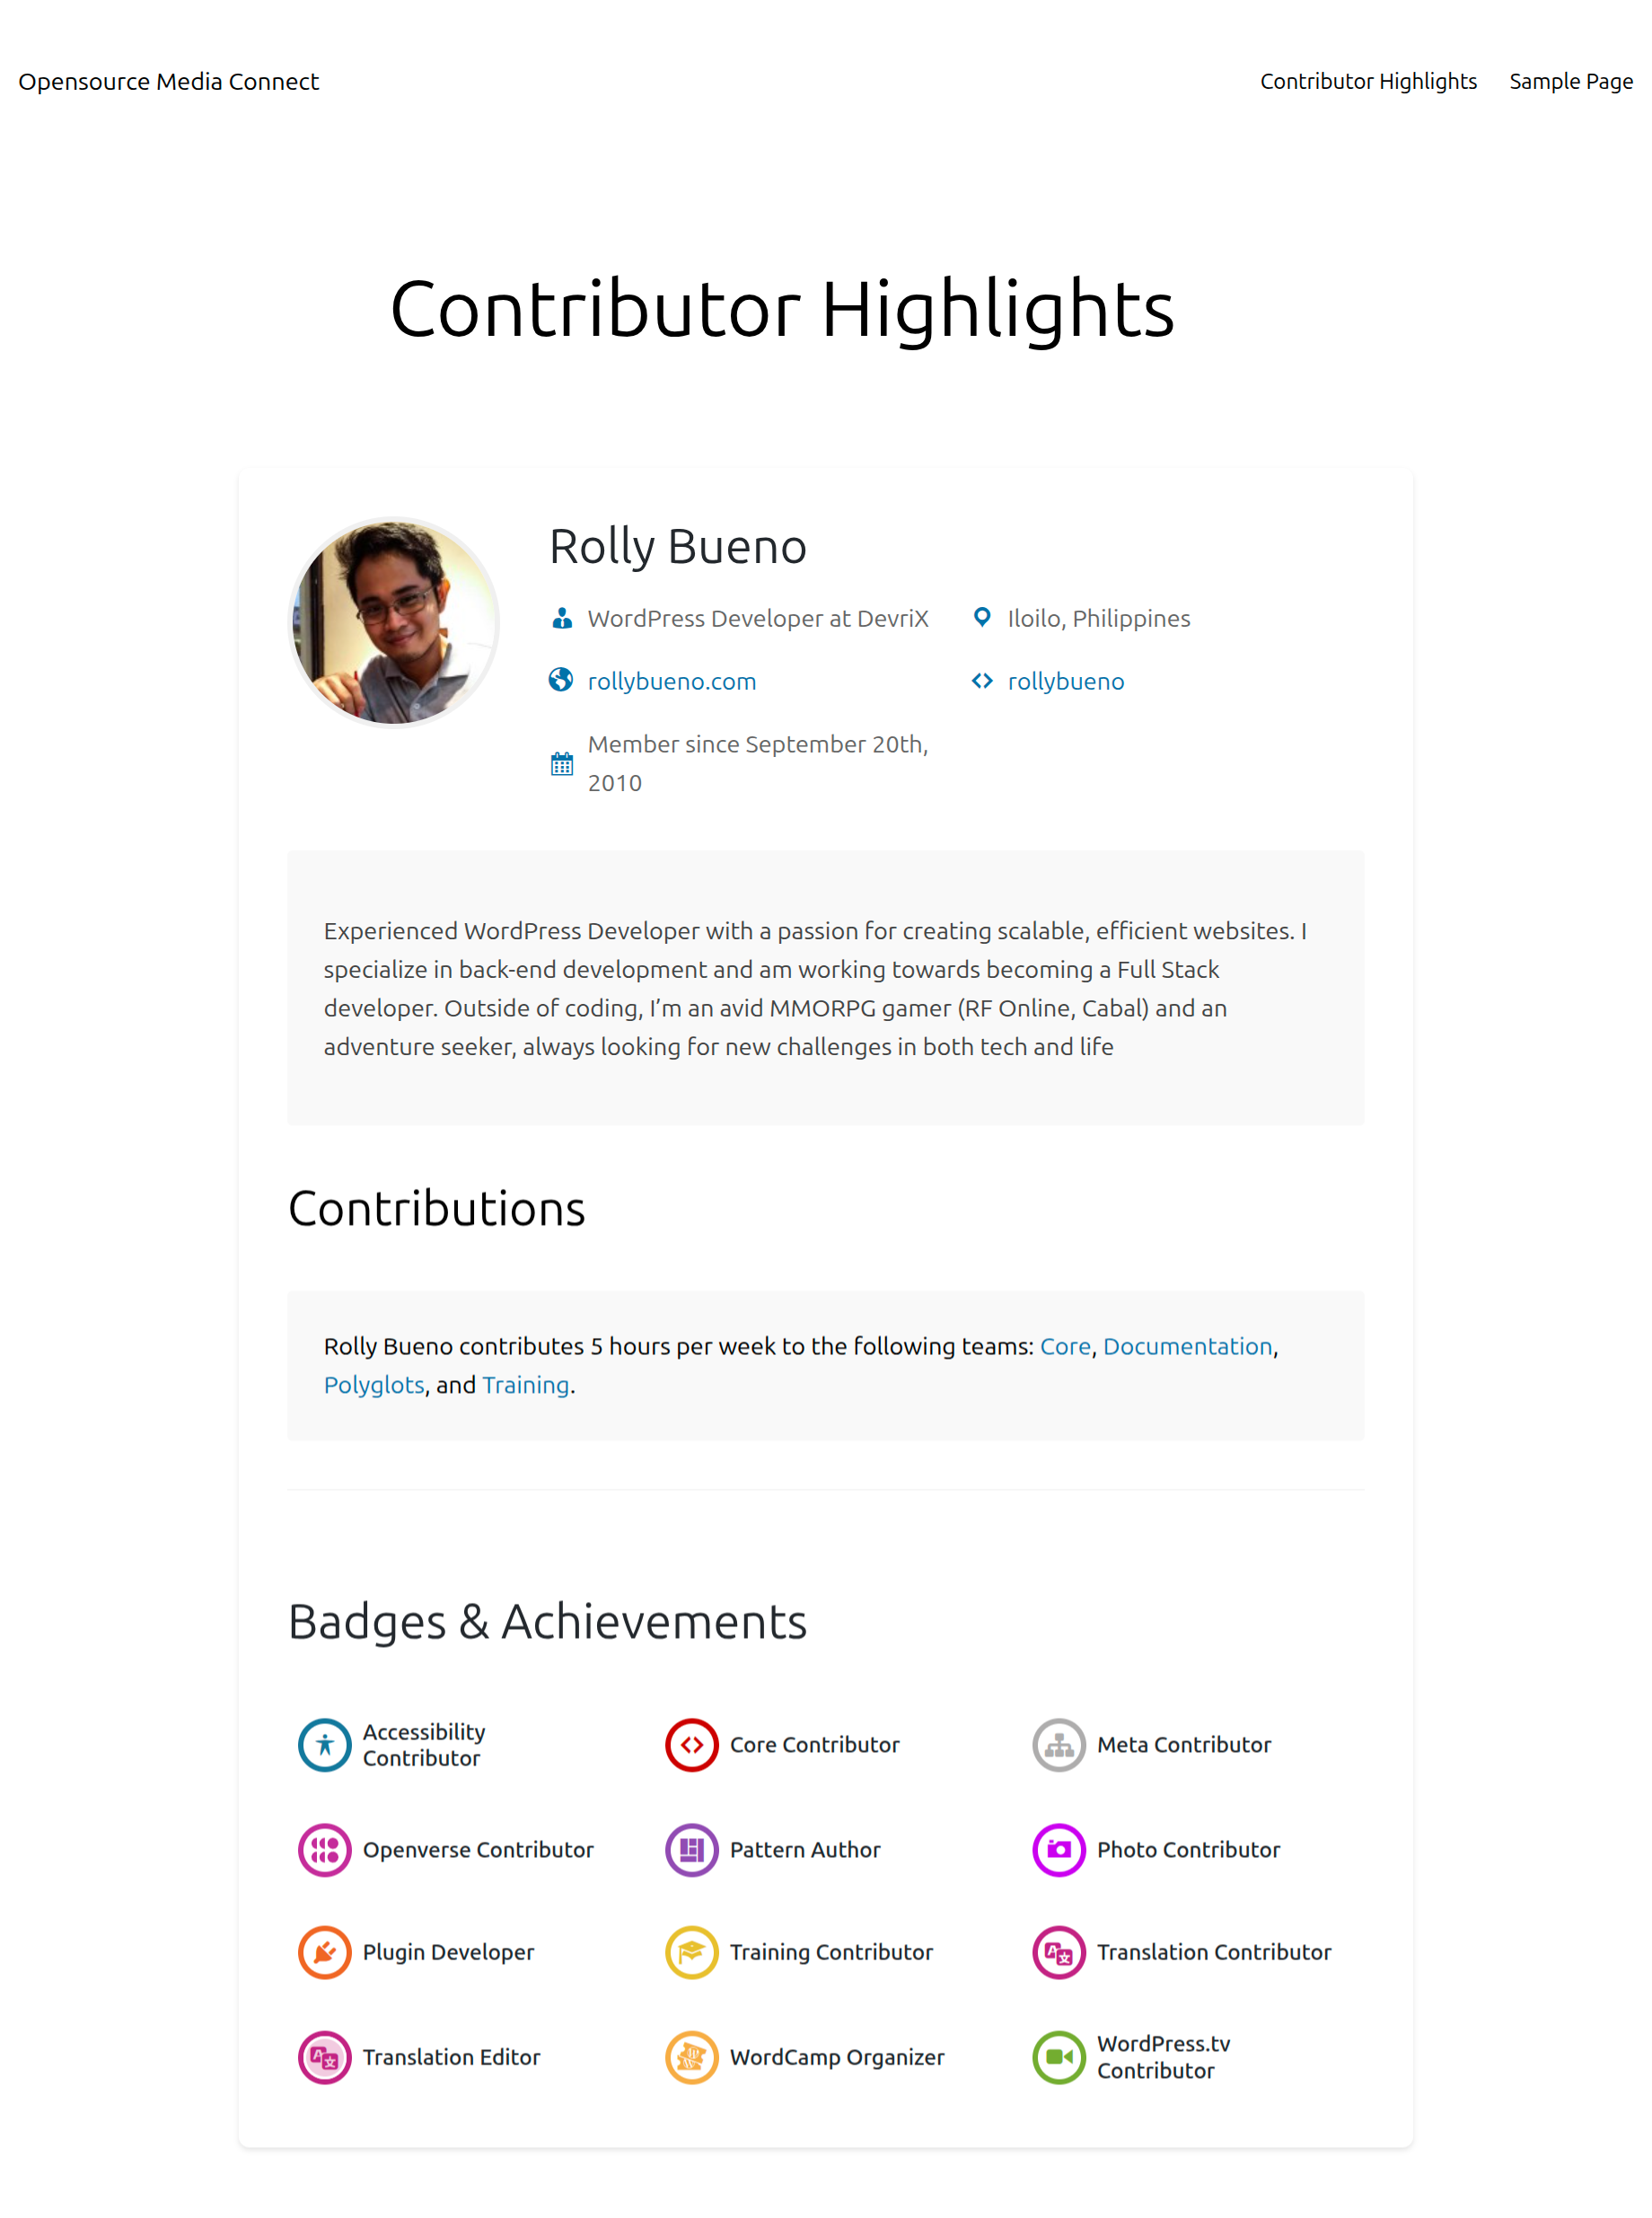 Opensource Media Connect
Contributor Highlights
Sample Page
Contributor Highlights
Rolly Bueno
WordPress Developer at DevriX
Iloilo, Philippines
rollybueno.com
rollybueno
Member since September 20th,
2010
Experienced WordPress Developer with a passion for creating scalable, efficient websites. I
specialize in back-end development and am working towards becoming a Full Stack
developer. Outside of coding, I’m an avid MMORPG gamer (RF Online, Cabal) and an
adventure seeker, always looking for new challenges in both tech and life
Contributions
Rolly Bueno contributes 5 hours per week to the following teams: Core, Documentation,
Polyglots, and Training.
Badges & Achievements
Accessibility
Contributor
Core Contributor
Meta Contributor
Openverse Contributor
Pattern Author
Photo Contributor
Plugin Developer
Training Contributor
Translation Contributor
Translation Editor
WordCamp Organizer
WordPress.tv
Contributor